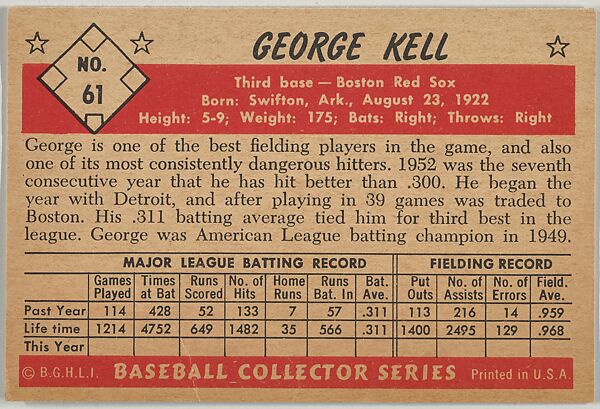 GEORGE KELL
NO.
61
Third base — Boston Red Sox
Born: Swifton, Ark., August 23, 1922
Height: 5-9; Weight: 175; Bats: Right; Throws: Right
George is one of the best fielding players in the game, and also
one of its most consistently dangerous hitters. 1952 was the seventh
consecutive year that he has hit better than .300. He began the
year with Detroit, and after playing in 39 games was traded to
Boston. His .311 batting average tied him for third best in the
league. George was American League batting champion in 1949.
MAJOR LEAGUE BATTING RECORD FIELDING RECORD
Games Times Runs No. of Home Runs Bat. Put No. of No. of Field.
Played at Bat Scored Hits Runs Bat. In Ave. Outs Assists Errors Ave.
Past Year 114 428 52 133 7 57 .311 113 216 14 .959
Life time 1214 4752 649 1482 35 566 .311 1400 2495 129 .968
This Year
© B.G.H.L.I. BASEBALL COLLECTOR SERIES Printed in U.S.A.